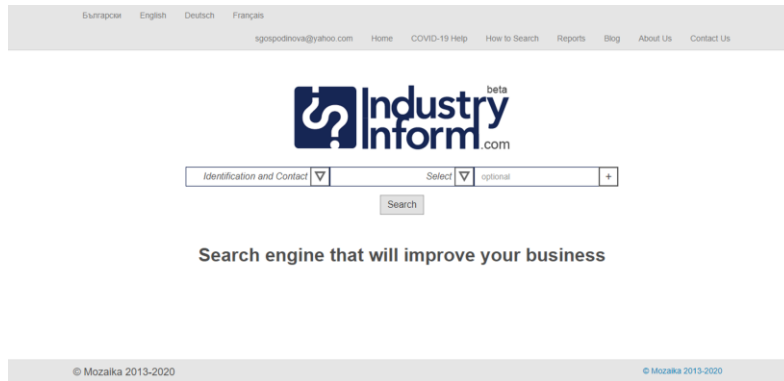 Български English Deutsch Français
sgospodinova@yahoo.com Home COVID-19 Help How to Search Reports Blog About Us Contact Us
beta
Industry
Inform.com
Identification and Contact Select optional +
Search
Search engine that will improve your business
© Mozaika 2013-2020 © Mozaika 2013-2020